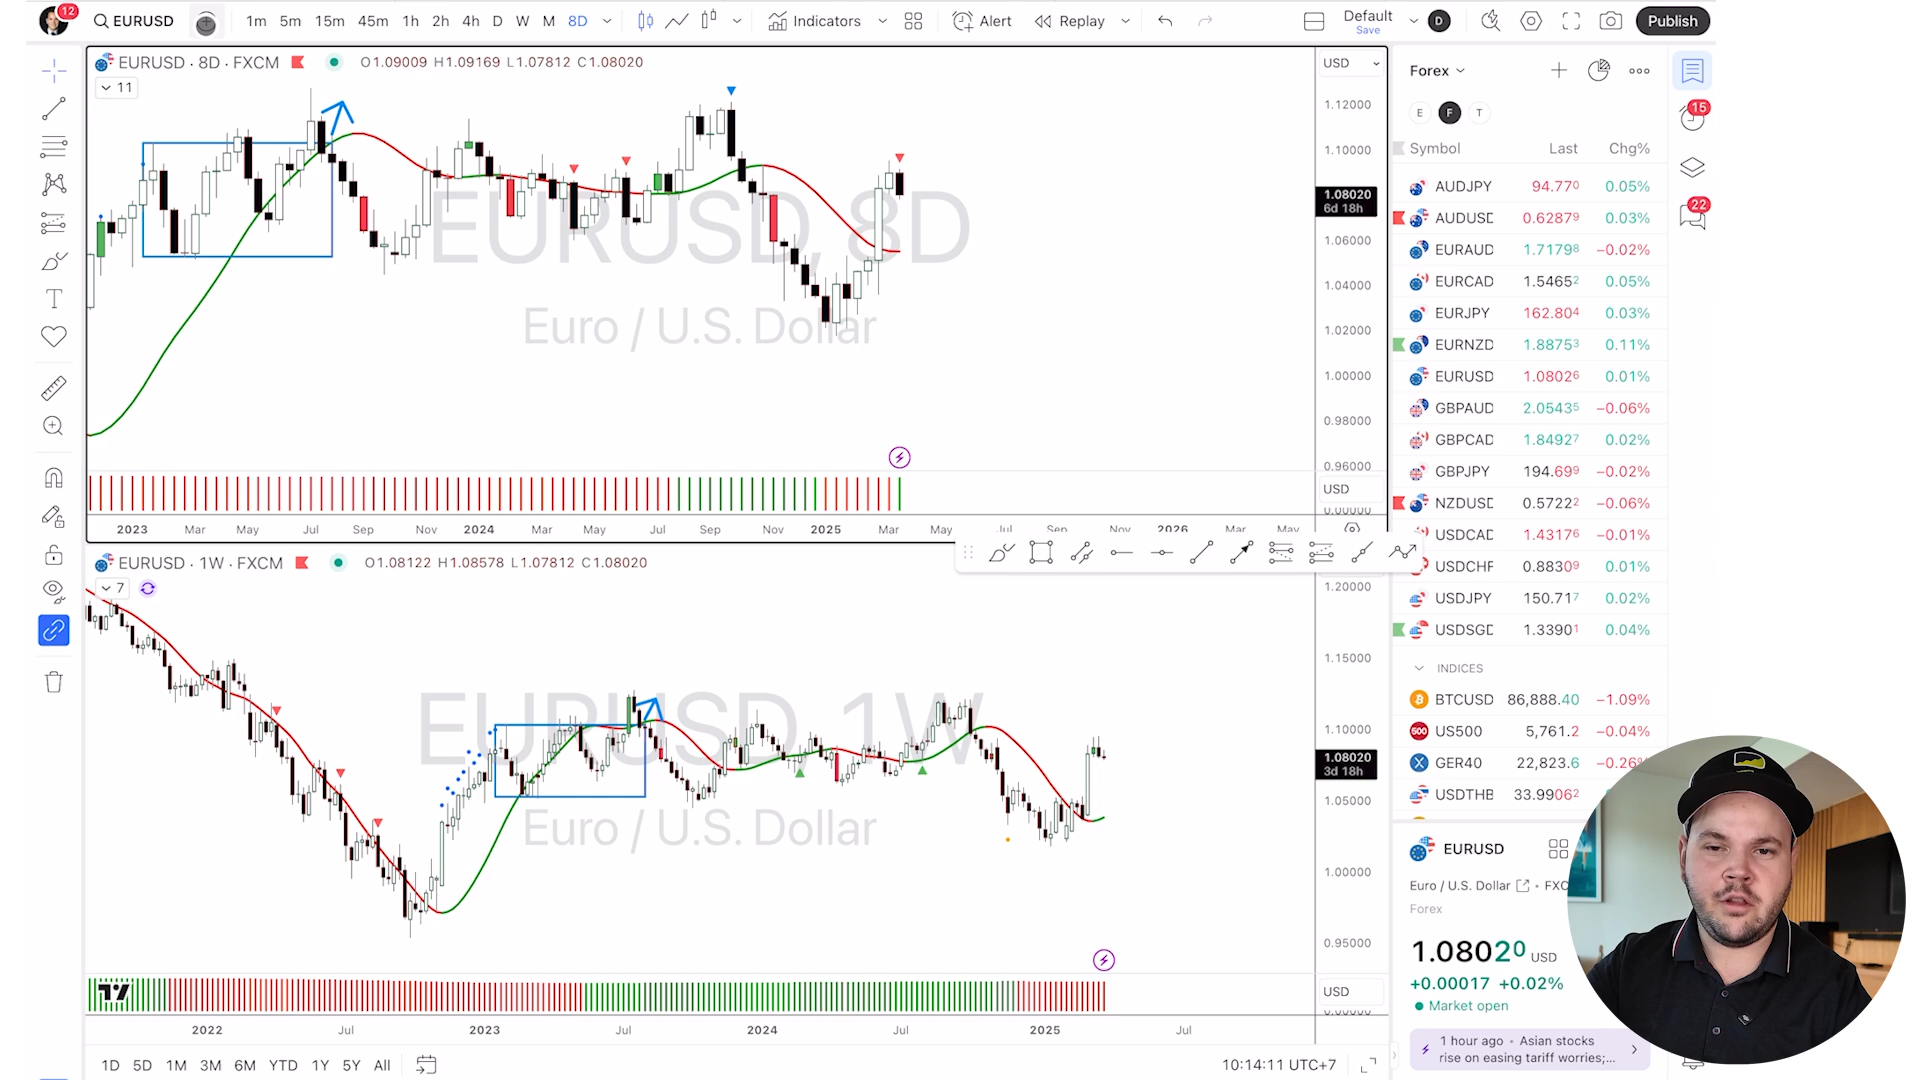 12
EURUSD
1m 5m 15m 45m 1h 2h 4h D W M 8D
Indicators
Alert
Replay
Default
Save
D
Publish
EURUSD · 8D · FXCM O1.09009 H1.09169 L1.07812 C1.08020
11
USD
1.12000
1.10000
1.08020
6d 18h
1.06000
1.04000
1.02000
1.00000
0.98000
0.96000
USD
EURUSD, 8D
Euro / U.S. Dollar
2023 Mar May Jul Sep Nov 2024 Mar May Jul Sep Nov 2025 Mar May Jul Sep Nov 2026 Mar May
EURUSD · 1W · FXCM O1.08122 H1.08578 L1.07812 C1.08020
7
1.20000
1.15000
1.10000
1.08020
3d 18h
1.05000
1.00000
0.95000
USD
EURUSD, 1W
Euro / U.S. Dollar
2022 Jul 2023 Jul 2024 Jul 2025 Jul
1D 5D 1M 3M 6M YTD 1Y 5Y All
10:14:11 UTC+7
Forex
E F T
Symbol Last Chg%
AUDJPY 94.770 0.05%
AUDUSD 0.62879 0.03%
EURAUD 1.71798 −0.02%
EURCAD 1.54652 0.05%
EURJPY 162.804 0.03%
EURNZD 1.88753 0.11%
EURUSD 1.08026 0.01%
GBPAUD 2.05435 −0.06%
GBPCAD 1.84927 0.02%
GBPJPY 194.699 −0.02%
NZDUSD 0.57222 −0.06%
USDCAD 1.43176 −0.01%
USDCHF 0.88309 0.01%
USDJPY 150.717 0.02%
USDSGD 1.33901 0.04%
INDICES
BTCUSD 86,888.40 −1.09%
US500 5,761.2 −0.04%
GER40 22,823.6 −0.26%
USDTHB 33.99062
EURUSD
Euro / U.S. Dollar · FXC
Forex
1.08020 USD
+0.00017 +0.02%
Market open
1 hour ago · Asian stocks
rise on easing tariff worries;...
15
22